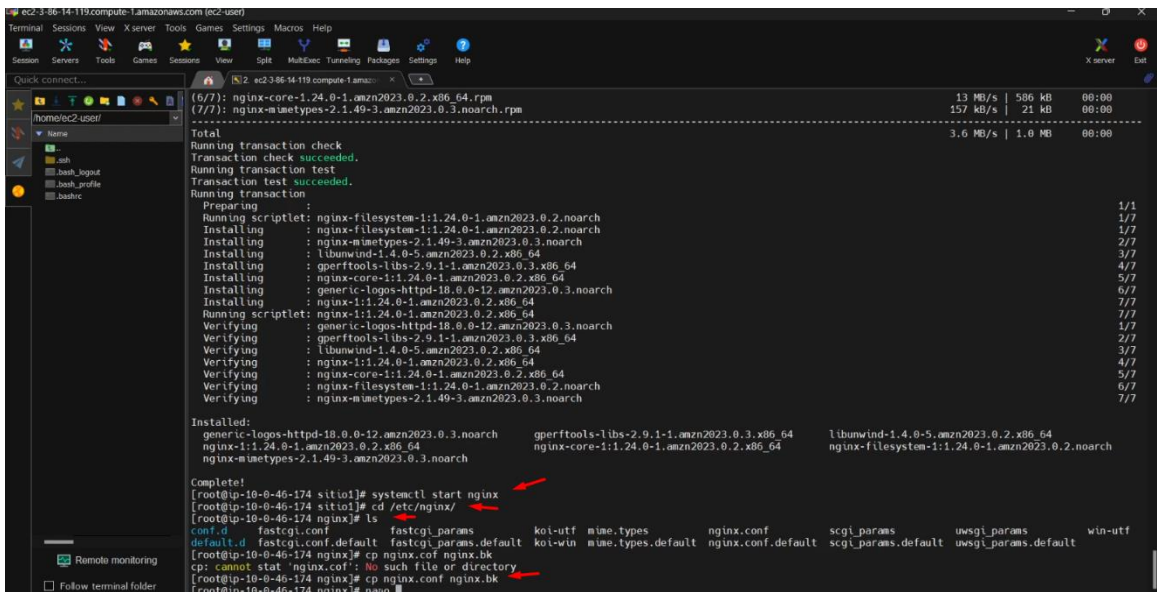 ec2-3-86-14-119.compute-1.amazonaws.com (ec2-user)
Terminal Sessions View X server Tools Games Settings Macros Help
Session Servers Tools Games Sessions View Split MultiExec Tunneling Packages Settings Help X server Exit
Quick connect... 2. ec2-3-86-14-119.compute-1.amazo
/home/ec2-user/
Name
..
.ssh
.bash_logout
.bash_profile
.bashrc
(6/7): nginx-core-1.24.0-1.amzn2023.0.2.x86_64.rpm 13 MB/s | 586 kB 00:00
(7/7): nginx-mimetypes-2.1.49-3.amzn2023.0.3.noarch.rpm 157 kB/s | 21 kB 00:00
--------------------------------------------------------------------------------
Total 3.6 MB/s | 1.0 MB 00:00
Running transaction check
Transaction check succeeded.
Running transaction test
Transaction test succeeded.
Running transaction
Preparing : 1/1
Running scriptlet: nginx-filesystem-1:1.24.0-1.amzn2023.0.2.noarch 1/7
Installing : nginx-filesystem-1:1.24.0-1.amzn2023.0.2.noarch 1/7
Installing : nginx-mimetypes-2.1.49-3.amzn2023.0.3.noarch 2/7
Installing : libunwind-1.4.0-5.amzn2023.0.2.x86_64 3/7
Installing : gperftools-libs-2.9.1-1.amzn2023.0.3.x86_64 4/7
Installing : nginx-core-1:1.24.0-1.amzn2023.0.2.x86_64 5/7
Installing : generic-logos-httpd-18.0.0-12.amzn2023.0.3.noarch 6/7
Installing : nginx-1:1.24.0-1.amzn2023.0.2.x86_64 7/7
Running scriptlet: nginx-1:1.24.0-1.amzn2023.0.2.x86_64 7/7
Verifying : generic-logos-httpd-18.0.0-12.amzn2023.0.3.noarch 1/7
Verifying : gperftools-libs-2.9.1-1.amzn2023.0.3.x86_64 2/7
Verifying : libunwind-1.4.0-5.amzn2023.0.2.x86_64 3/7
Verifying : nginx-1:1.24.0-1.amzn2023.0.2.x86_64 4/7
Verifying : nginx-core-1:1.24.0-1.amzn2023.0.2.x86_64 5/7
Verifying : nginx-filesystem-1:1.24.0-1.amzn2023.0.2.noarch 6/7
Verifying : nginx-mimetypes-2.1.49-3.amzn2023.0.3.noarch 7/7
Installed:
generic-logos-httpd-18.0.0-12.amzn2023.0.3.noarch gperftools-libs-2.9.1-1.amzn2023.0.3.x86_64 libunwind-1.4.0-5.amzn2023.0.2.x86_64
nginx-1:1.24.0-1.amzn2023.0.2.x86_64 nginx-core-1:1.24.0-1.amzn2023.0.2.x86_64 nginx-filesystem-1:1.24.0-1.amzn2023.0.2.noarch
nginx-mimetypes-2.1.49-3.amzn2023.0.3.noarch
Complete!
[root@ip-10-0-46-174 sitio1]# systemctl start nginx
[root@ip-10-0-46-174 sitio1]# cd /etc/nginx/
[root@ip-10-0-46-174 nginx]# ls
conf.d fastcgi.conf fastcgi_params koi-utf mime.types nginx.conf scgi_params uwsgi_params win-utf
default.d fastcgi.conf.default fastcgi_params.default koi-win mime.types.default nginx.conf.default scgi_params.default uwsgi_params.default
[root@ip-10-0-46-174 nginx]# cp nginx.cof nginx.bk
cp: cannot stat 'nginx.cof': No such file or directory
[root@ip-10-0-46-174 nginx]# cp nginx.conf nginx.bk
[root@ip-10-0-46-174 nginx]# nano
Remote monitoring
Follow terminal folder